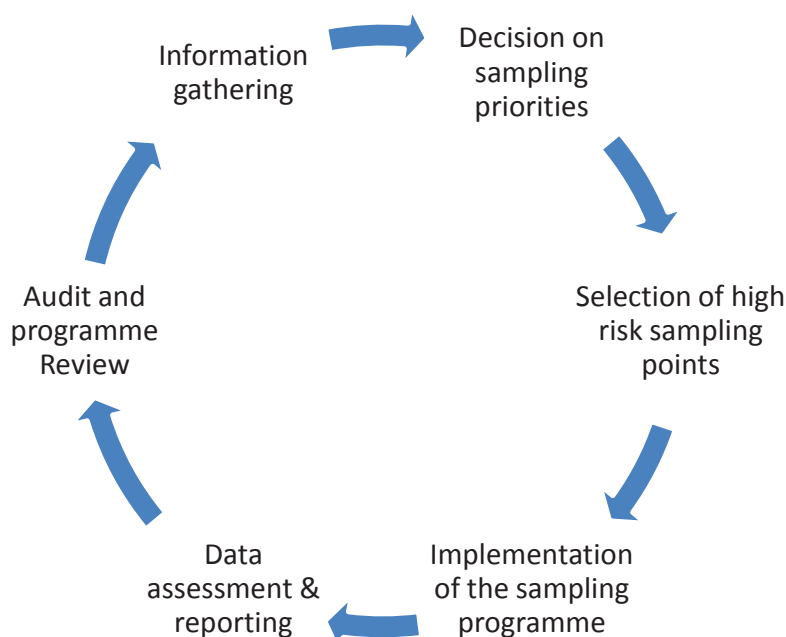 Information
gathering
Decision on
sampling
priorities
Selection of high
risk sampling
points
Implementation
of the sampling
programme
Data
assessment &
reporting
Audit and
programme
Review